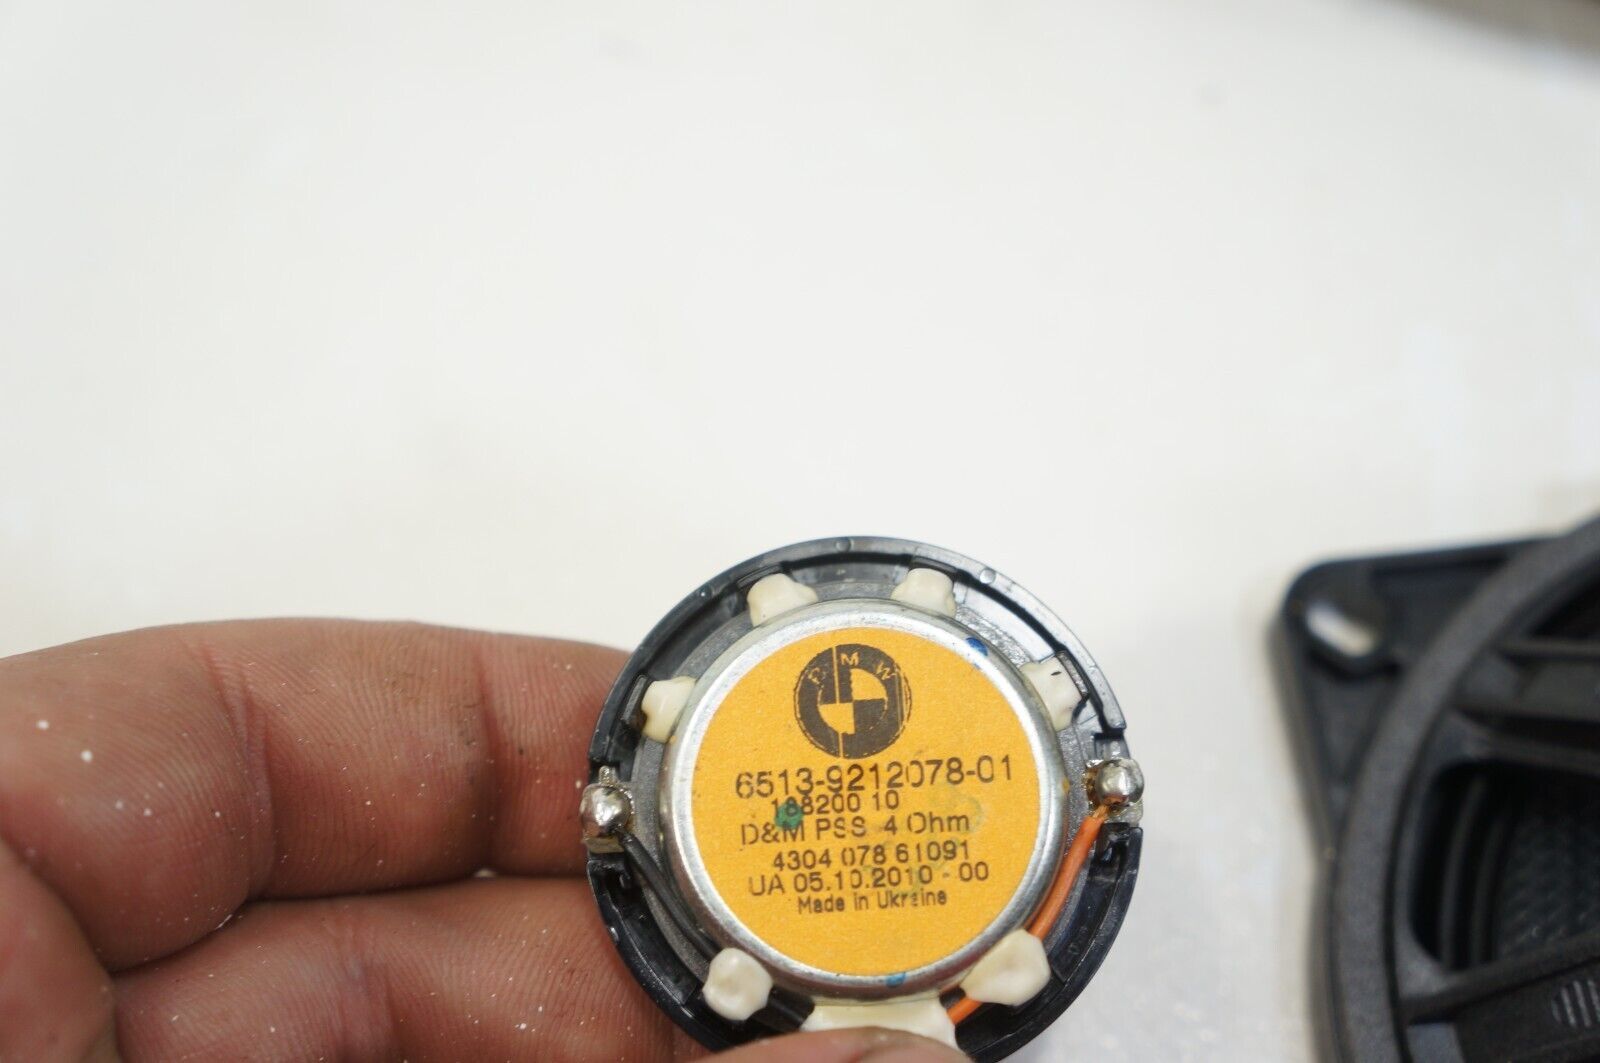 BMW
6513-9212078-01
188200 10
D&M PSS 4 Ohm
4304 078 61091
UA 05.10.2010 - 00
Made in Ukraine